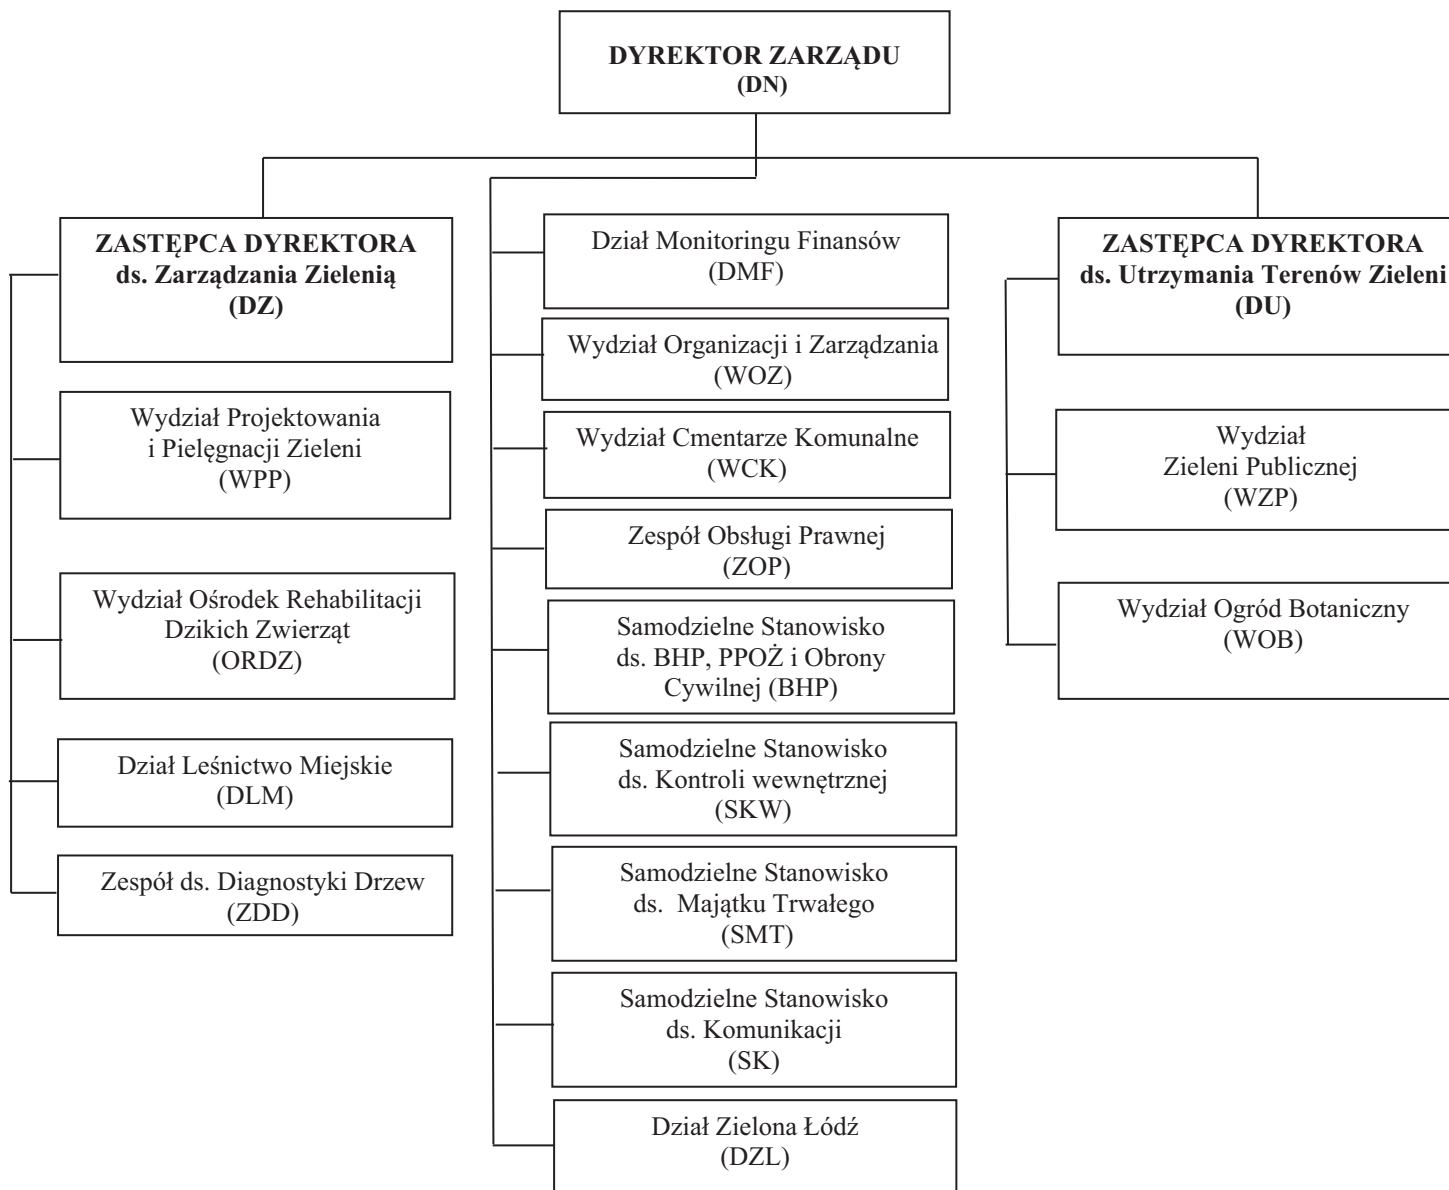 DYREKTOR ZARZĄDU
(DN)
ZASTĘPCA DYREKTORA
ds. Zarządzania Zielenią
(DZ)
Wydział Projektowania
i Pielęgnacji Zieleni
(WPP)
Wydział Ośrodek Rehabilitacji
Dzikich Zwierząt
(ORDZ)
Dział Leśnictwo Miejskie
(DLM)
Zespół ds. Diagnostyki Drzew
(ZDD)
Dział Monitoringu Finansów
(DMF)
Wydział Organizacji i Zarządzania
(WOZ)
Wydział Cmentarze Komunalne
(WCK)
Zespół Obsługi Prawnej
(ZOP)
Samodzielne Stanowisko
ds. BHP, PPOŻ i Obrony
Cywilnej (BHP)
Samodzielne Stanowisko
ds. Kontroli wewnętrznej
(SKW)
Samodzielne Stanowisko
ds. Majątku Trwałego
(SMT)
Samodzielne Stanowisko
ds. Komunikacji
(SK)
Dział Zielona Łódź
(DZL)
ZASTĘPCA DYREKTORA
ds. Utrzymania Terenów Zieleni
(DU)
Wydział
Zieleni Publicznej
(WZP)
Wydział Ogród Botaniczny
(WOB)